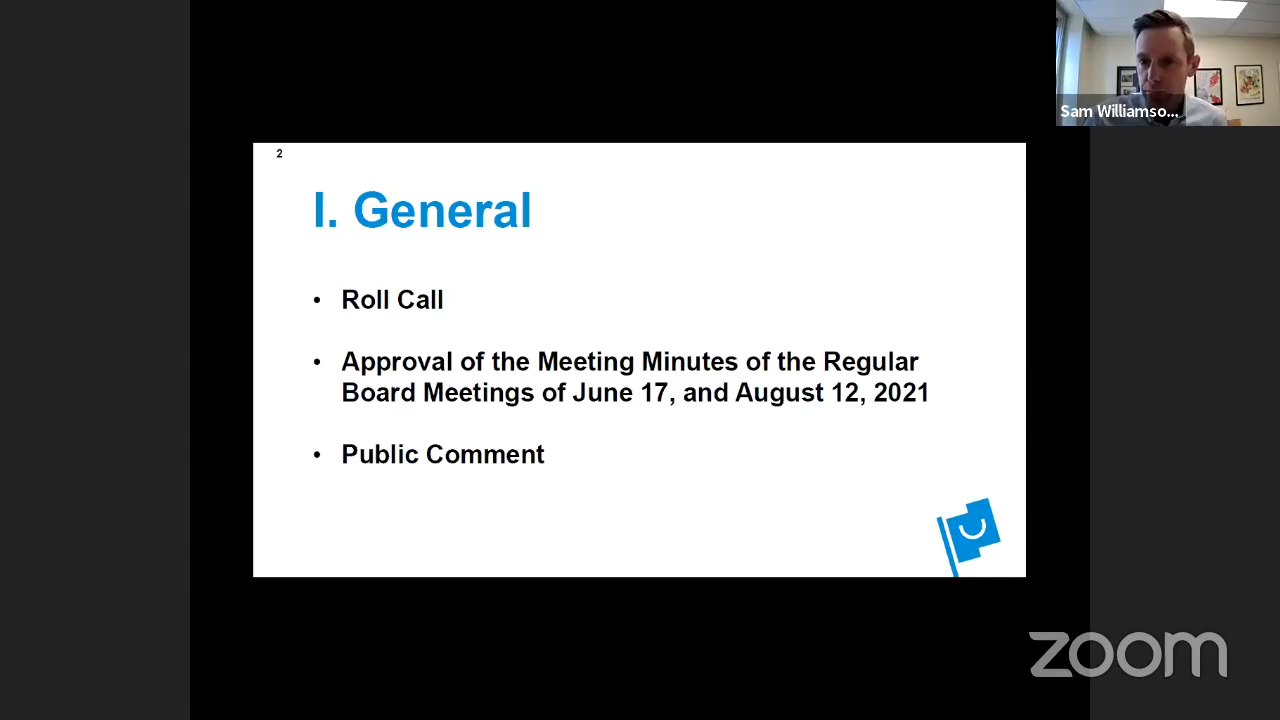 Sam Williamso...
2
I. General
• Roll Call
• Approval of the Meeting Minutes of the Regular
Board Meetings of June 17, and August 12, 2021
• Public Comment
zoom